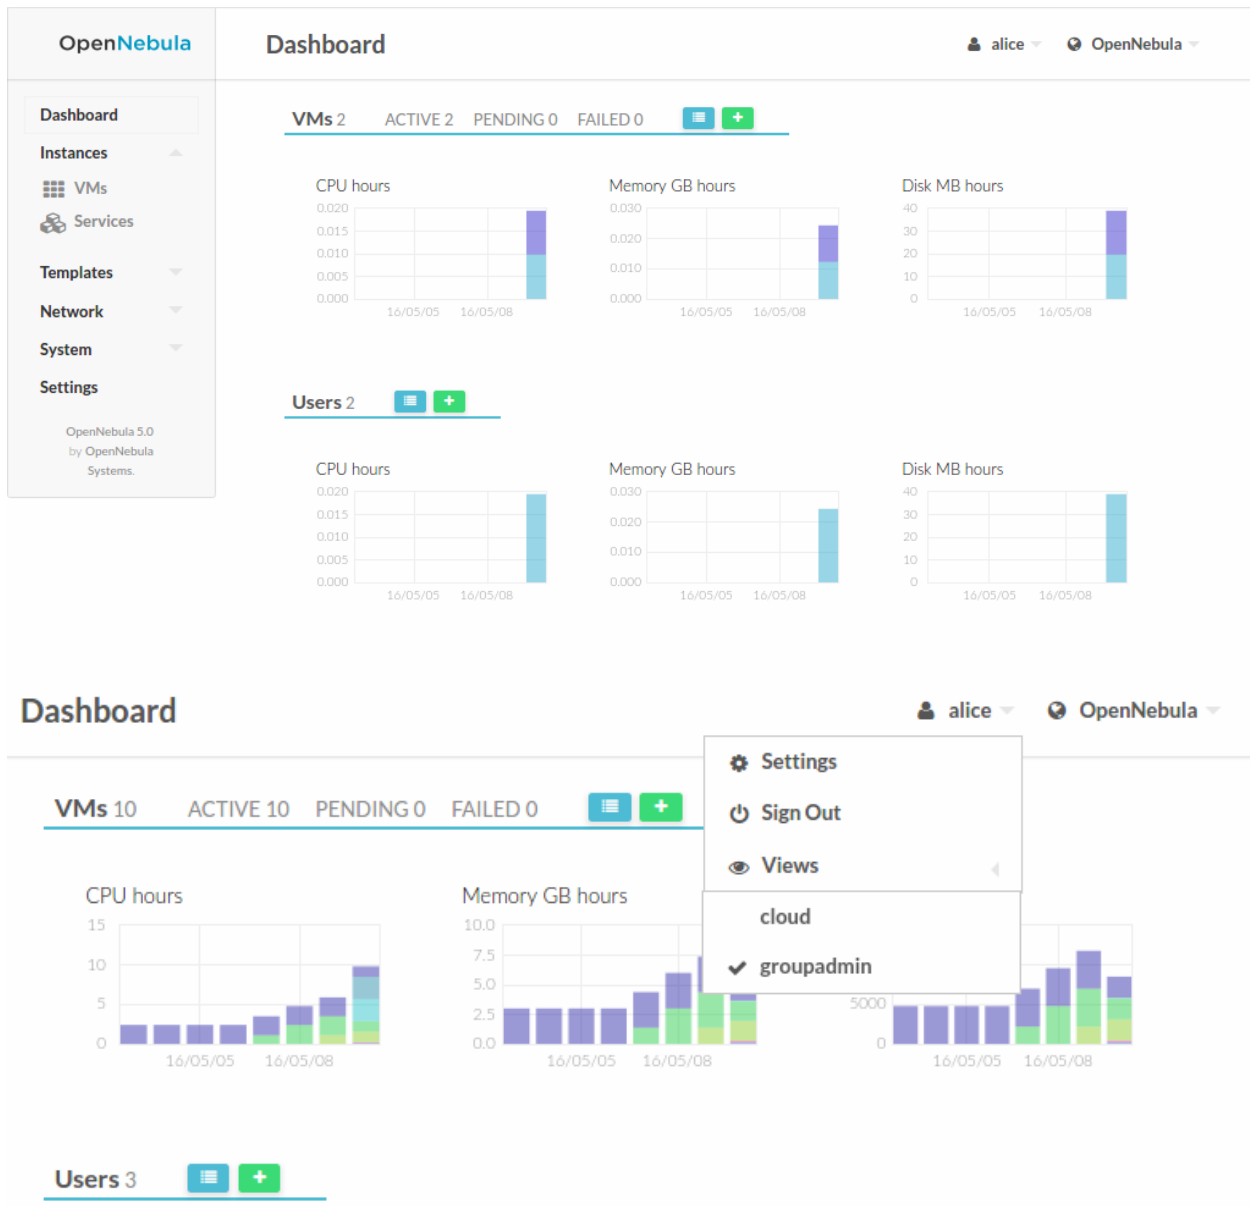 OpenNebula
Dashboard
alice
OpenNebula
Dashboard
Instances
VMs
Services
Templates
Network
System
Settings
OpenNebula 5.0
by OpenNebula
Systems.
VMs 2 ACTIVE 2 PENDING 0 FAILED 0
CPU hours
0.020
0.015
0.010
0.005
0.000
16/05/05 16/05/08
Memory GB hours
0.030
0.020
0.010
0.000
16/05/05 16/05/08
Disk MB hours
40
30
20
10
0
16/05/05 16/05/08
Users 2
CPU hours
0.020
0.015
0.010
0.005
0.000
16/05/05 16/05/08
Memory GB hours
0.030
0.020
0.010
0.000
16/05/05 16/05/08
Disk MB hours
40
30
20
10
0
16/05/05 16/05/08
Dashboard
alice
OpenNebula
Settings
Sign Out
Views
cloud
groupadmin
VMs 10 ACTIVE 10 PENDING 0 FAILED 0
CPU hours
15
10
5
0
16/05/05 16/05/08
Memory GB hours
10.0
7.5
5.0
2.5
0.0
16/05/05 16/05/08
5000
0
16/05/05 16/05/08
Users 3